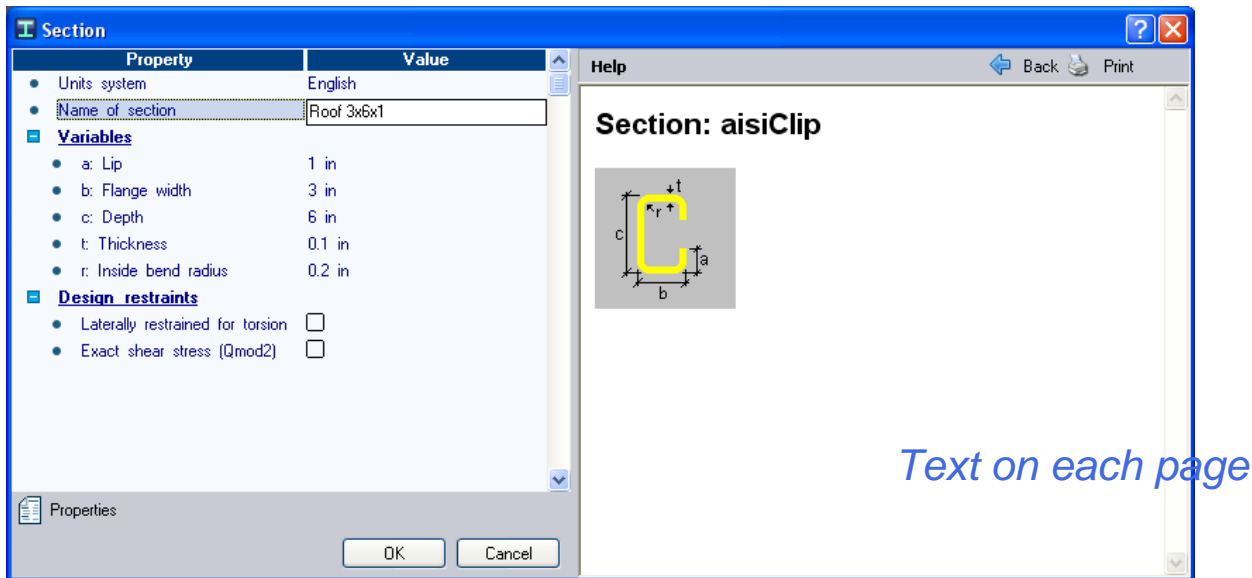 Section
Property Value
Units system English
Name of section Roof 3x6x1
Variables
a: Lip 1 in
b: Flange width 3 in
c: Depth 6 in
t: Thickness 0.1 in
r: Inside bend radius 0.2 in
Design restraints
Laterally restrained for torsion
Exact shear stress (Qmod2)
Properties
OK Cancel
Help Back Print
Section: aisiClip
t
r
c
a
b
Text on each page